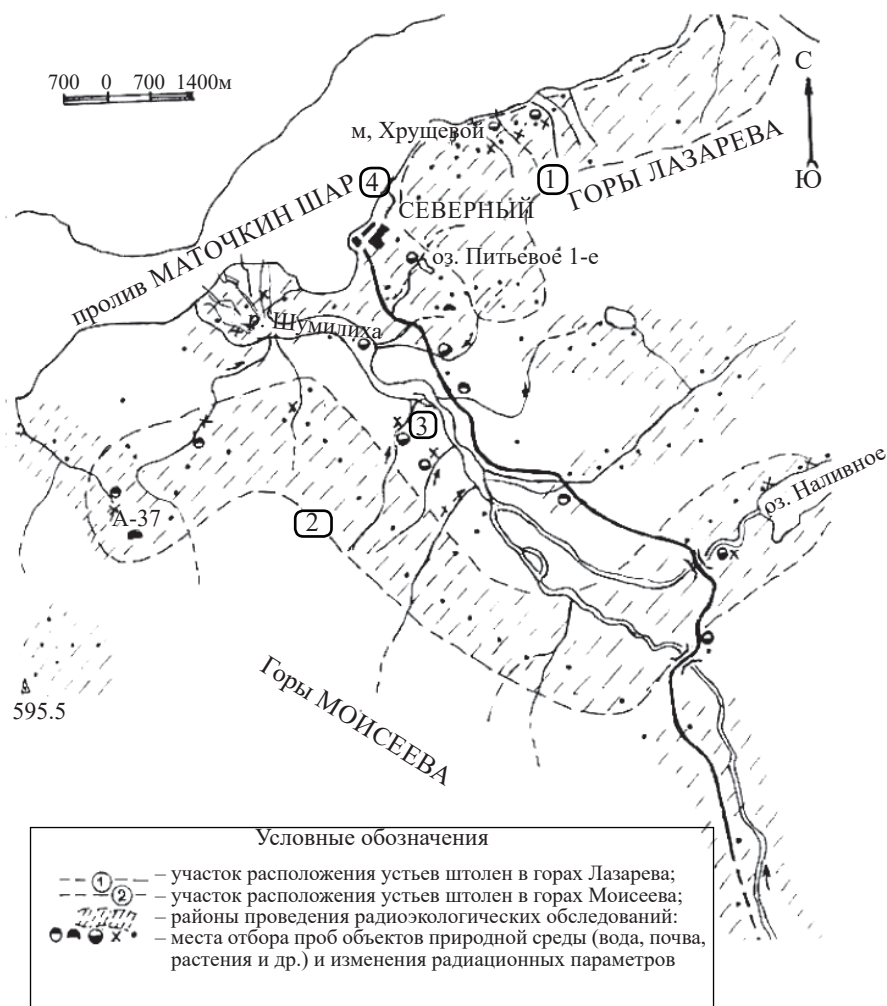 700 0 700 1400м
С
Ю
м, Хрущевой
1
ГОРЫ ЛАЗАРЕВА
4
пролив МАТОЧКИН ШАР
СЕВЕРНЫЙ
оз. Питьевое 1-е
р. Шумилиха
3
оз. Наливное
2
А-37
595.5
Горы МОИСЕЕВА
Условные обозначения
1 – участок расположения устьев штолен в горах Лазарева;
2 – участок расположения устьев штолен в горах Моисеева;
– районы проведения радиоэкологических обследований:
– места отбора проб объектов природной среды (вода, почва,
растения и др.) и изменения радиационных параметров